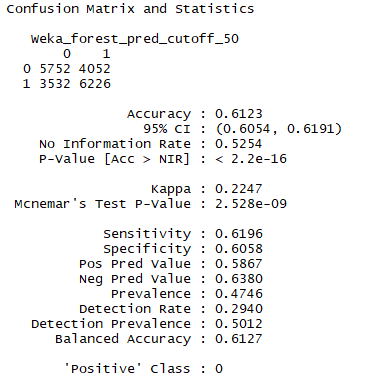 Confusion Matrix and Statistics
Weka_forest_pred_cutoff_50
0 1
0 5752 4052
1 3532 6226
Accuracy : 0.6123
95% CI : (0.6054, 0.6191)
No Information Rate : 0.5254
P-Value [Acc > NIR] : < 2.2e-16
Kappa : 0.2247
Mcnemar's Test P-Value : 2.528e-09
Sensitivity : 0.6196
Specificity : 0.6058
Pos Pred Value : 0.5867
Neg Pred Value : 0.6380
Prevalence : 0.4746
Detection Rate : 0.2940
Detection Prevalence : 0.5012
Balanced Accuracy : 0.6127
'Positive' Class : 0